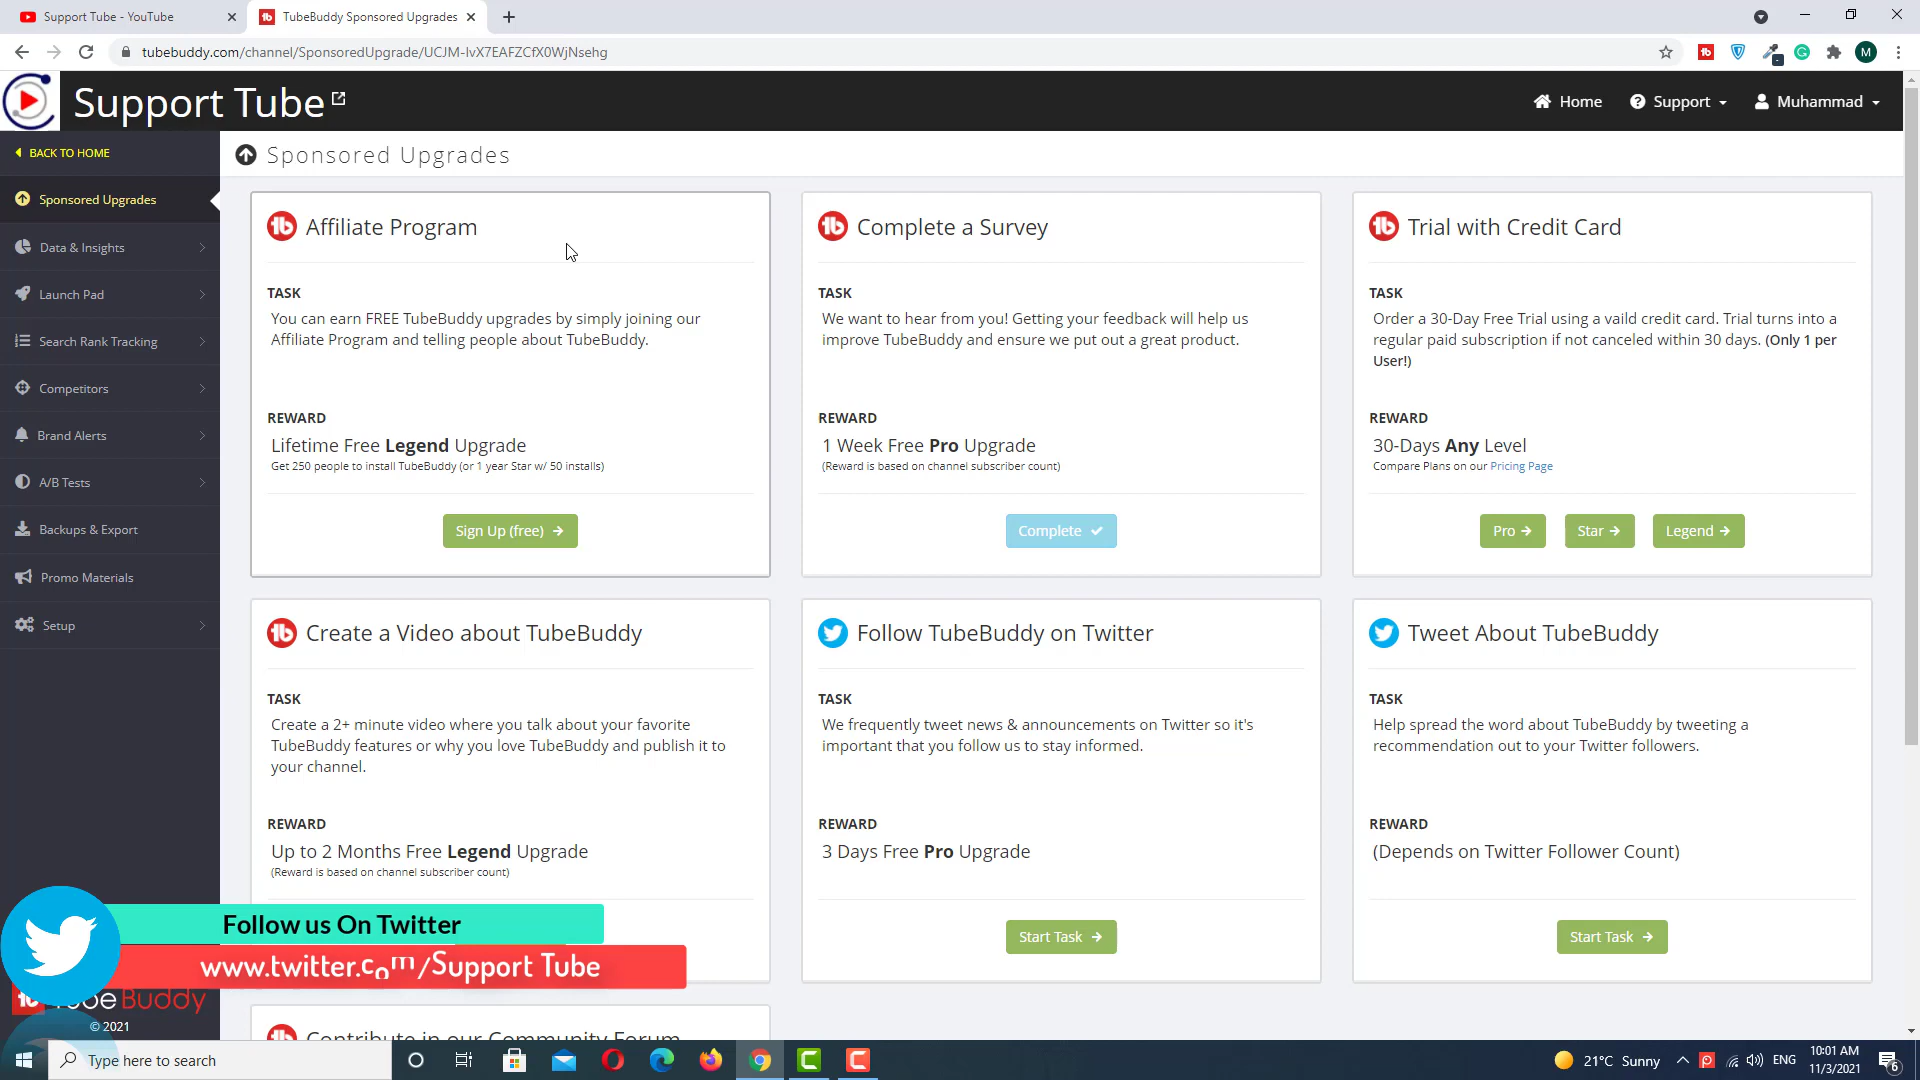 Support Tube - YouTube
TubeBuddy Sponsored Upgrades
tubebuddy.com/channel/SponsoredUpgrade/UCJM-IvX7EAFZCfX0WjNsehg
M
Support Tube
Home
Support
Muhammad
BACK TO HOME
Sponsored Upgrades
Data & Insights
Launch Pad
Search Rank Tracking
Competitors
Brand Alerts
A/B Tests
Backups & Export
Promo Materials
Setup
Sponsored Upgrades
Affiliate Program
TASK
You can earn FREE TubeBuddy upgrades by simply joining our
Affiliate Program and telling people about TubeBuddy.
REWARD
Lifetime Free Legend Upgrade
Get 250 people to install TubeBuddy (or 1 year Star w/ 50 installs)
Sign Up (free)
Complete a Survey
TASK
We want to hear from you! Getting your feedback will help us
improve TubeBuddy and ensure we put out a great product.
REWARD
1 Week Free Pro Upgrade
(Reward is based on channel subscriber count)
Complete
Trial with Credit Card
TASK
Order a 30-Day Free Trial using a vaild credit card. Trial turns into a
regular paid subscription if not canceled within 30 days. (Only 1 per
User!)
REWARD
30-Days Any Level
Compare Plans on our Pricing Page
Pro
Star
Legend
Create a Video about TubeBuddy
TASK
Create a 2+ minute video where you talk about your favorite
TubeBuddy features or why you love TubeBuddy and publish it to
your channel.
REWARD
Up to 2 Months Free Legend Upgrade
(Reward is based on channel subscriber count)
Follow TubeBuddy on Twitter
TASK
We frequently tweet news & announcements on Twitter so it's
important that you follow us to stay informed.
REWARD
3 Days Free Pro Upgrade
Start Task
Tweet About TubeBuddy
TASK
Help spread the word about TubeBuddy by tweeting a
recommendation out to your Twitter followers.
REWARD
(Depends on Twitter Follower Count)
Start Task
Follow us On Twitter
www.twitter.com/Support Tube
Buddy
© 2021
Contribute in our Community Forum
Type here to search
21°C Sunny
ENG
10:01 AM
11/3/2021
6